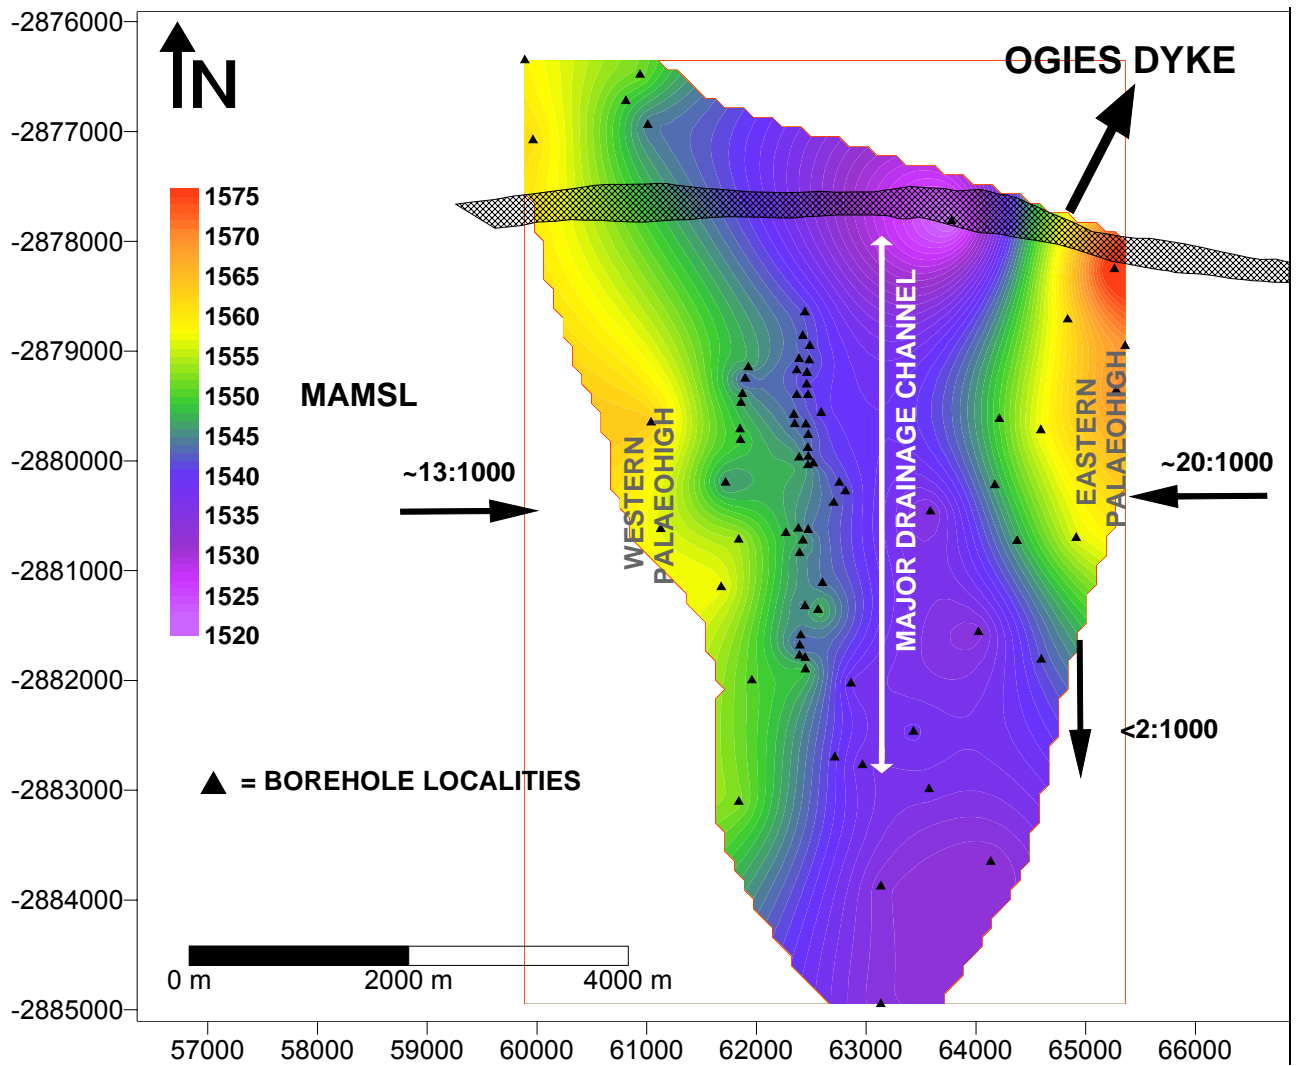 -2876000
-2877000
-2878000
-2879000
-2880000
-2881000
-2882000
-2883000
-2884000
-2885000
N
OGIES DYKE
1575
1570
1565
1560
1555
1550
1545
1540
1535
1530
1525
1520
MAMSL
~13:1000
WESTERN
PALAEOHIGH
MAJOR DRAINAGE CHANNEL
EASTERN
PALAEOHIGH
~20:1000
<2:1000
= BOREHOLE LOCALITIES
0 m 2000 m 4000 m
57000 58000 59000 60000 61000 62000 63000 64000 65000 66000